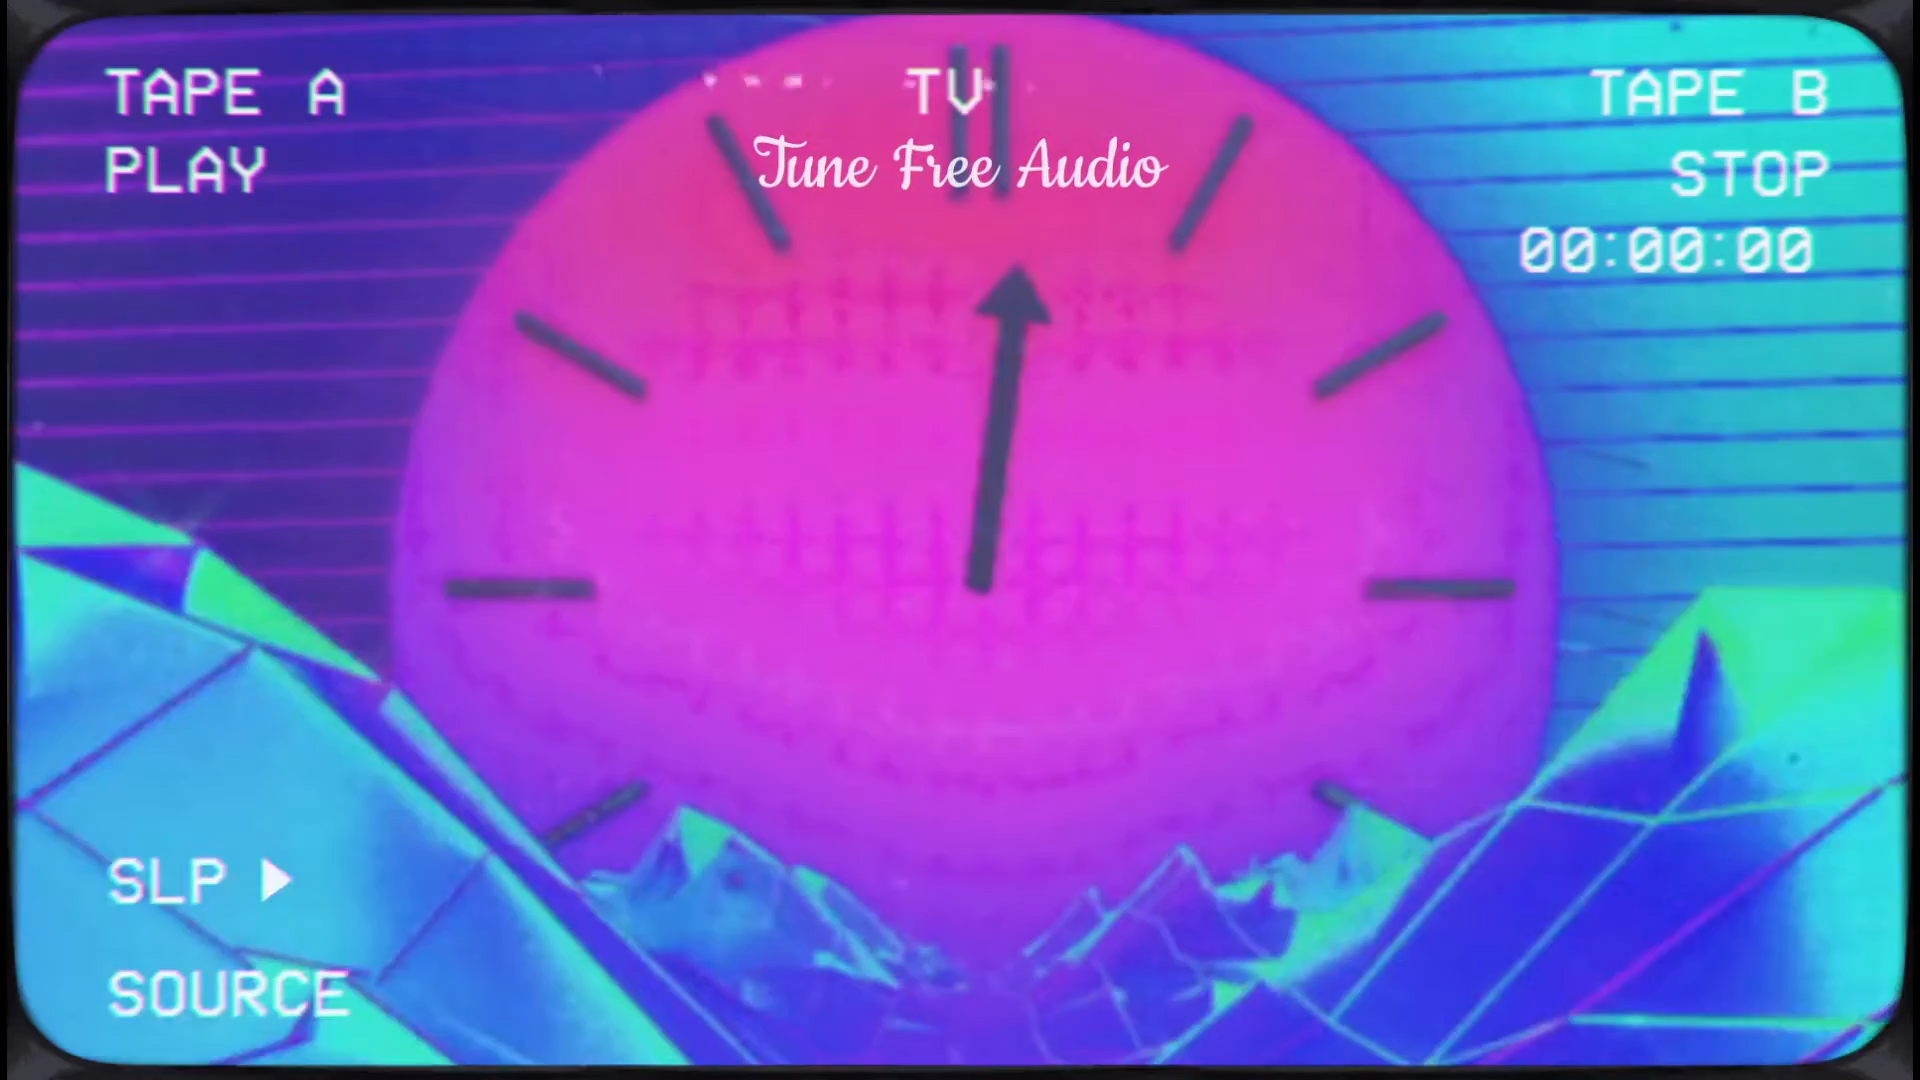 TAPE A
PLAY
TV
Tune Free Audio
TAPE B
STOP
00:00:00
SLP
SOURCE